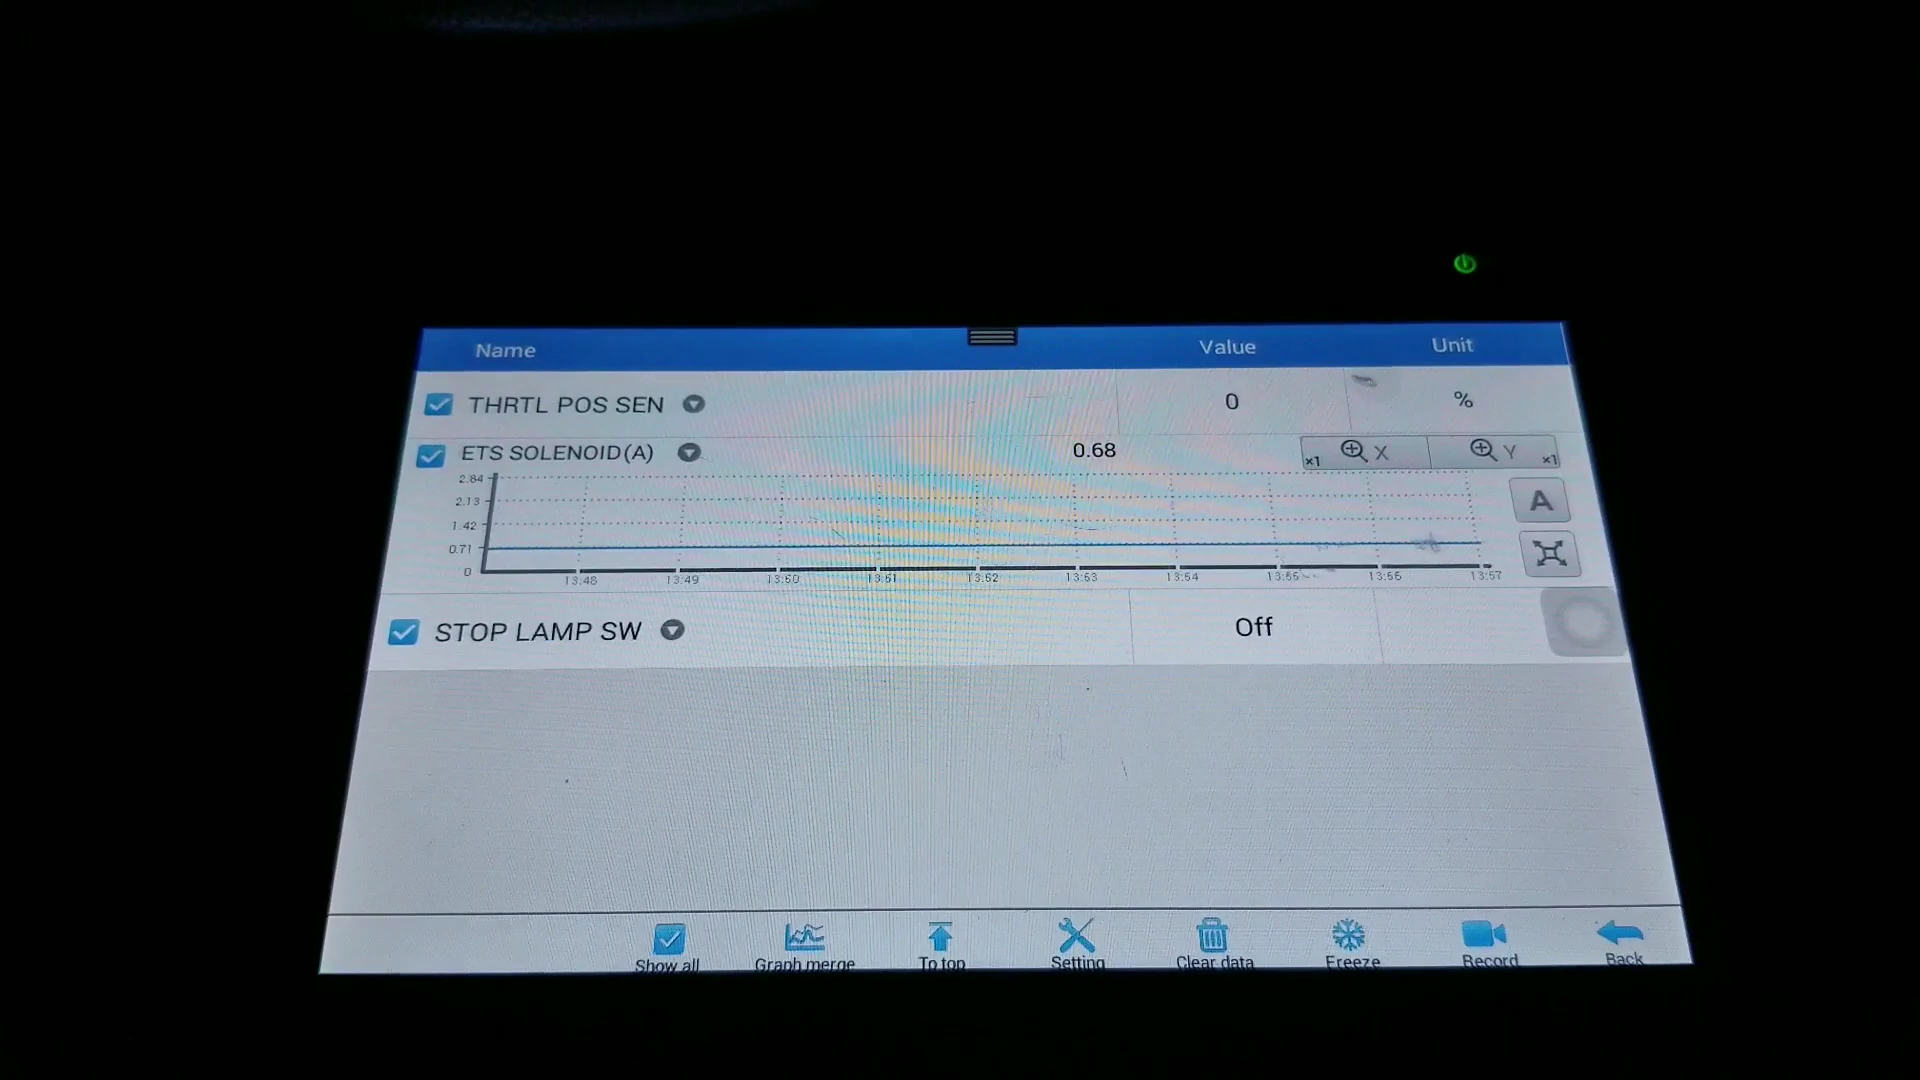 Name Value Unit
THRTL POS SEN 0 %
ETS SOLENOID(A) 0.68 x1 X Y x1
2.84
2.13
1.42
0.71
0
A
13:48 13:49 13:50 13:51 13:52 13:53 13:54 13:55 13:56 13:57
STOP LAMP SW Off
Show all Graph merge To top Setting Clear data Freeze Record Back